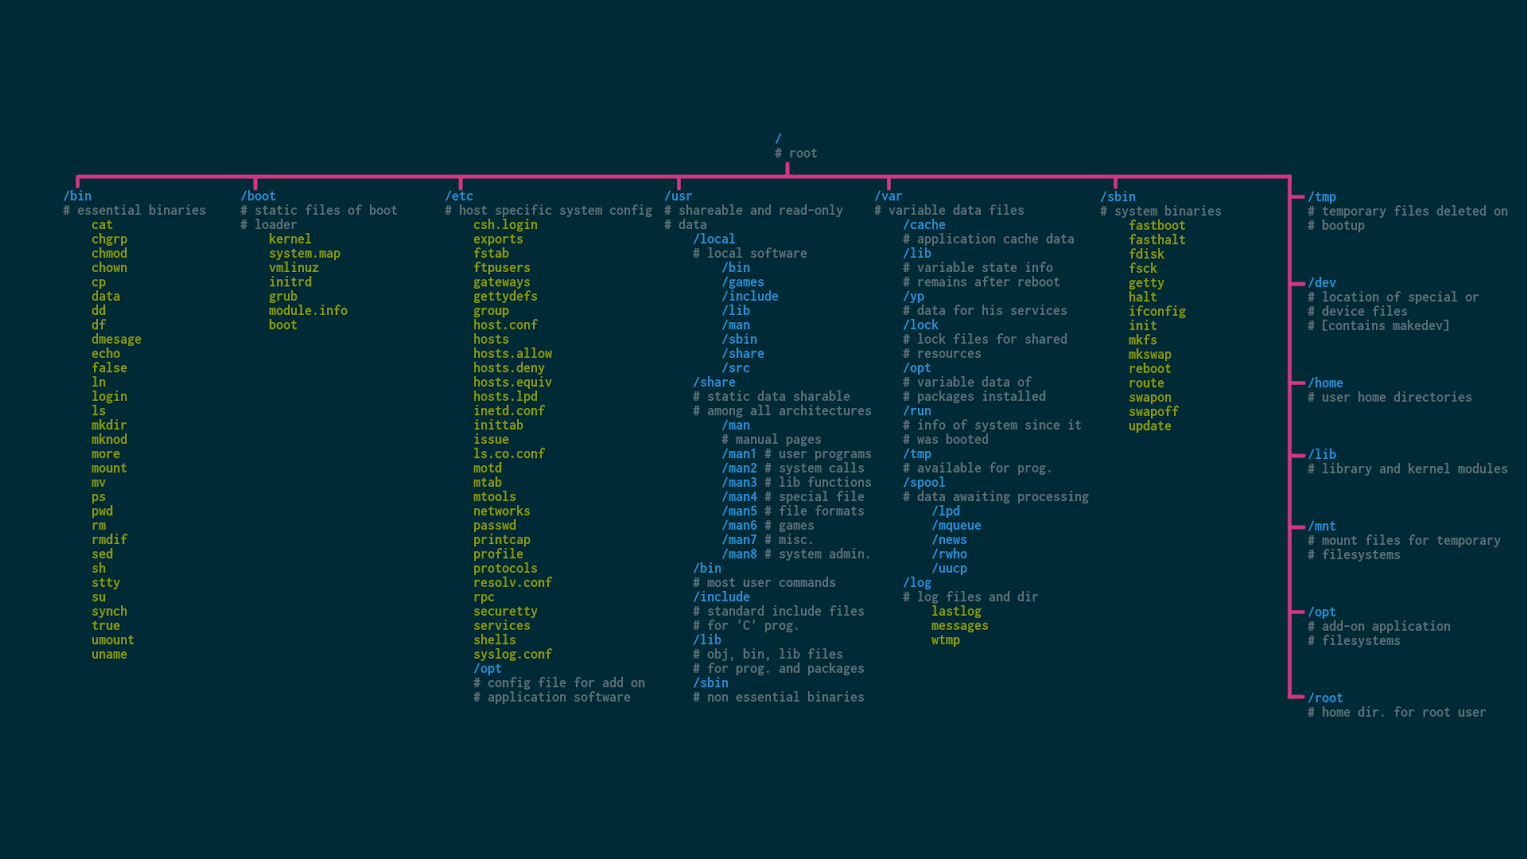 /
# root
/bin
# essential binaries
cat
chgrp
chmod
chown
cp
data
dd
df
dmesage
echo
false
ln
login
ls
mkdir
mknod
more
mount
mv
ps
pwd
rm
rmdif
sed
sh
stty
su
synch
true
umount
uname
/boot
# static files of boot
# loader
kernel
system.map
vmlinuz
initrd
grub
module.info
boot
/etc
# host specific system config
csh.login
exports
fstab
ftpusers
gateways
gettydefs
group
host.conf
hosts
hosts.allow
hosts.deny
hosts.equiv
hosts.lpd
inetd.conf
inittab
issue
ls.co.conf
motd
mtab
mtools
networks
passwd
printcap
profile
protocols
resolv.conf
rpc
securetty
services
shells
syslog.conf
/opt
# config file for add on
# application software
/usr
# shareable and read-only
# data
/local
# local software
/bin
/games
/include
/lib
/man
/sbin
/share
/src
/share
# static data sharable
# among all architectures
/man
# manual pages
/man1 # user programs
/man2 # system calls
/man3 # lib functions
/man4 # special file
/man5 # file formats
/man6 # games
/man7 # misc.
/man8 # system admin.
/bin
# most user commands
/include
# standard include files
# for 'C' prog.
/lib
# obj, bin, lib files
# for prog. and packages
/sbin
# non essential binaries
/var
# variable data files
/cache
# application cache data
/lib
# variable state info
# remains after reboot
/yp
# data for his services
/lock
# lock files for shared
# resources
/opt
# variable data of
# packages installed
/run
# info of system since it
# was booted
/tmp
# available for prog.
/spool
# data awaiting processing
/lpd
/mqueue
/news
/rwho
/uucp
/log
# log files and dir
lastlog
messages
wtmp
/sbin
# system binaries
fastboot
fasthalt
fdisk
fsck
getty
halt
ifconfig
init
mkfs
mkswap
reboot
route
swapon
swapoff
update
/tmp
# temporary files deleted on
# bootup
/dev
# location of special or
# device files
# [contains makedev]
/home
# user home directories
/lib
# library and kernel modules
/mnt
# mount files for temporary
# filesystems
/opt
# add-on application
# filesystems
/root
# home dir. for root user